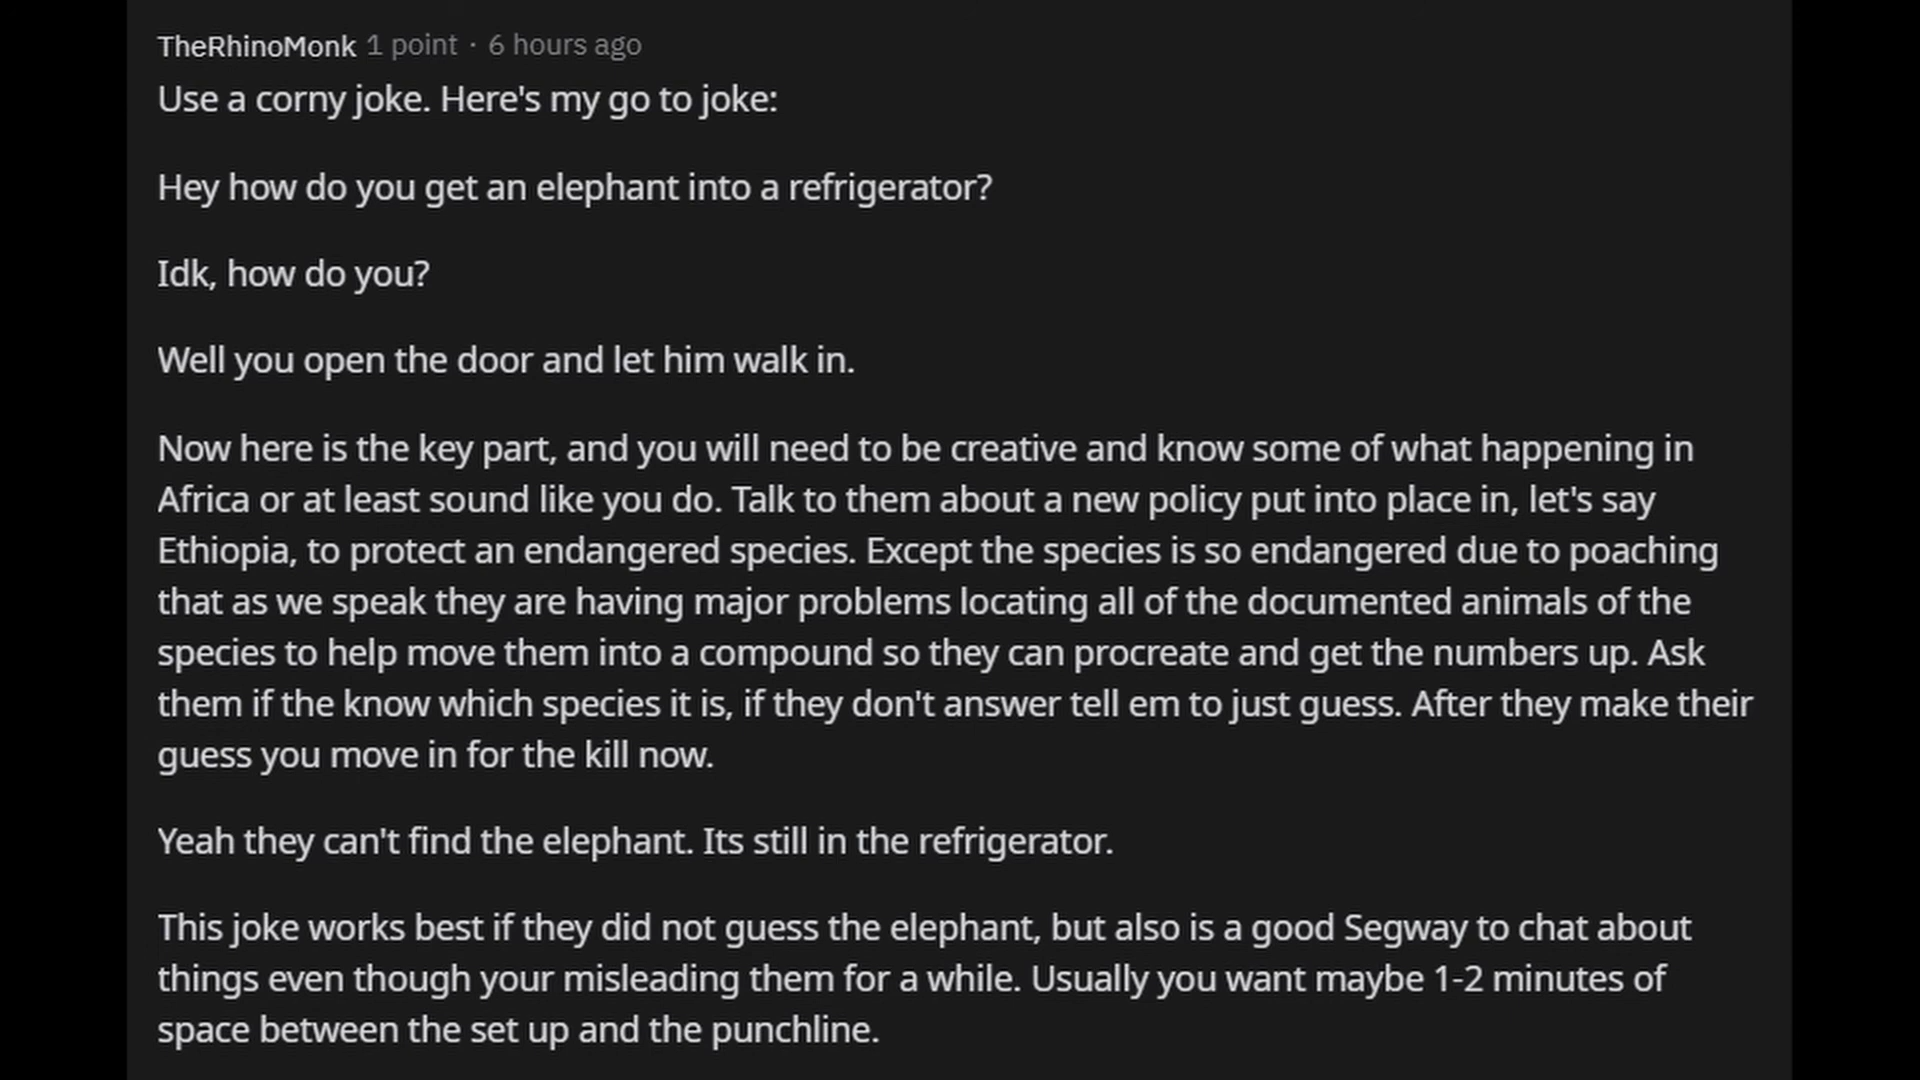 TheRhinoMonk 1 point · 6 hours ago
Use a corny joke. Here's my go to joke:
Hey how do you get an elephant into a refrigerator?
Idk, how do you?
Well you open the door and let him walk in.
Now here is the key part, and you will need to be creative and know some of what happening in
Africa or at least sound like you do. Talk to them about a new policy put into place in, let's say
Ethiopia, to protect an endangered species. Except the species is so endangered due to poaching
that as we speak they are having major problems locating all of the documented animals of the
species to help move them into a compound so they can procreate and get the numbers up. Ask
them if the know which species it is, if they don't answer tell em to just guess. After they make their
guess you move in for the kill now.
Yeah they can't find the elephant. Its still in the refrigerator.
This joke works best if they did not guess the elephant, but also is a good Segway to chat about
things even though your misleading them for a while. Usually you want maybe 1-2 minutes of
space between the set up and the punchline.